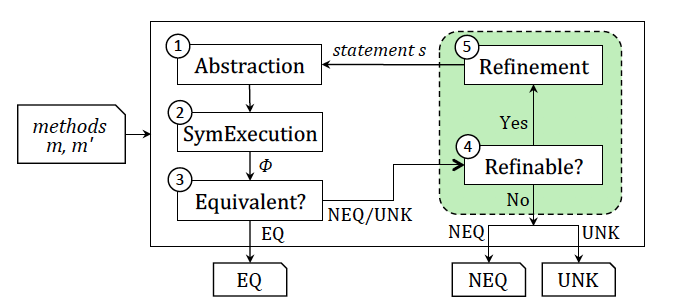 1
Abstraction
statement s
5
Refinement
methods
m, m'
2
SymExecution
Φ
Yes
3
Equivalent?
NEQ/UNK
4
Refinable?
No
EQ
NEQ
UNK
EQ
NEQ
UNK